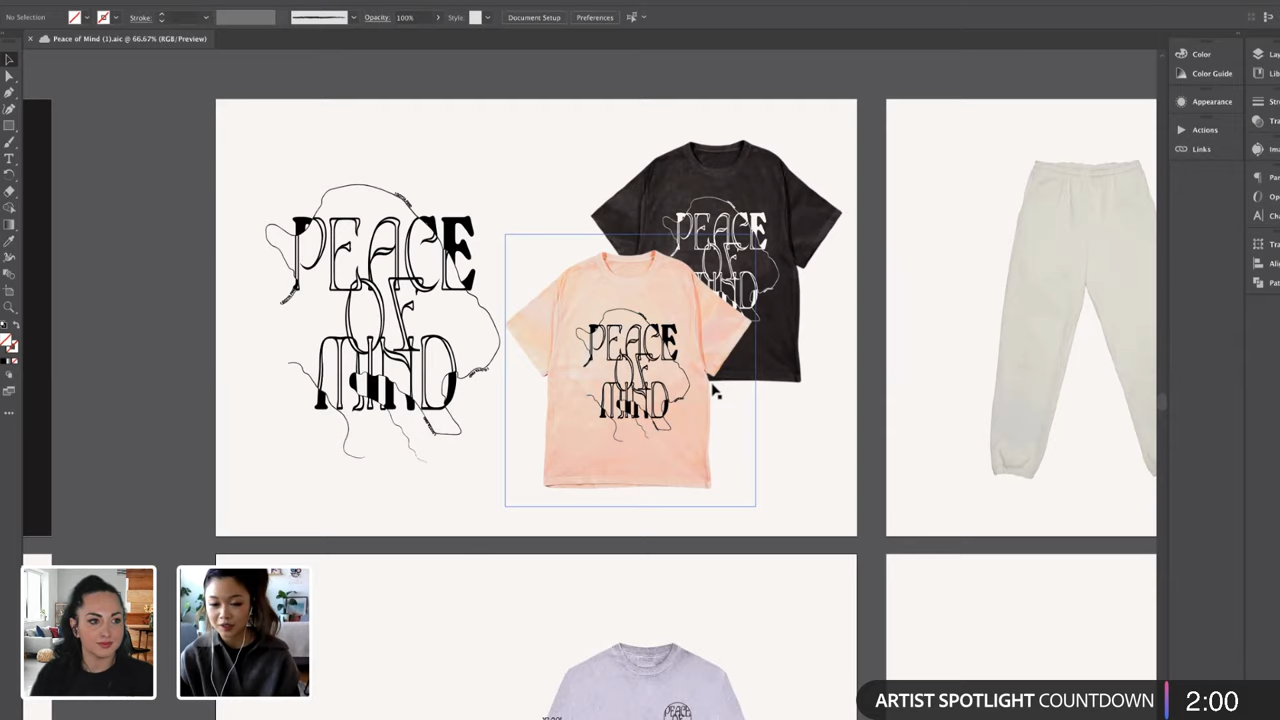 No Selection
Stroke:
Opacity: 100%
Style:
Document Setup
Preferences
× Peace of Mind (1).aic @ 66.67% (RGB/Preview)
Color
Color Guide
Appearance
Actions
Links
PEACE
OF
MIND
PEACE
OF
MIND
PEACE
OF
MIND
PEACE
OF
ARTIST SPOTLIGHT COUNTDOWN 2:00